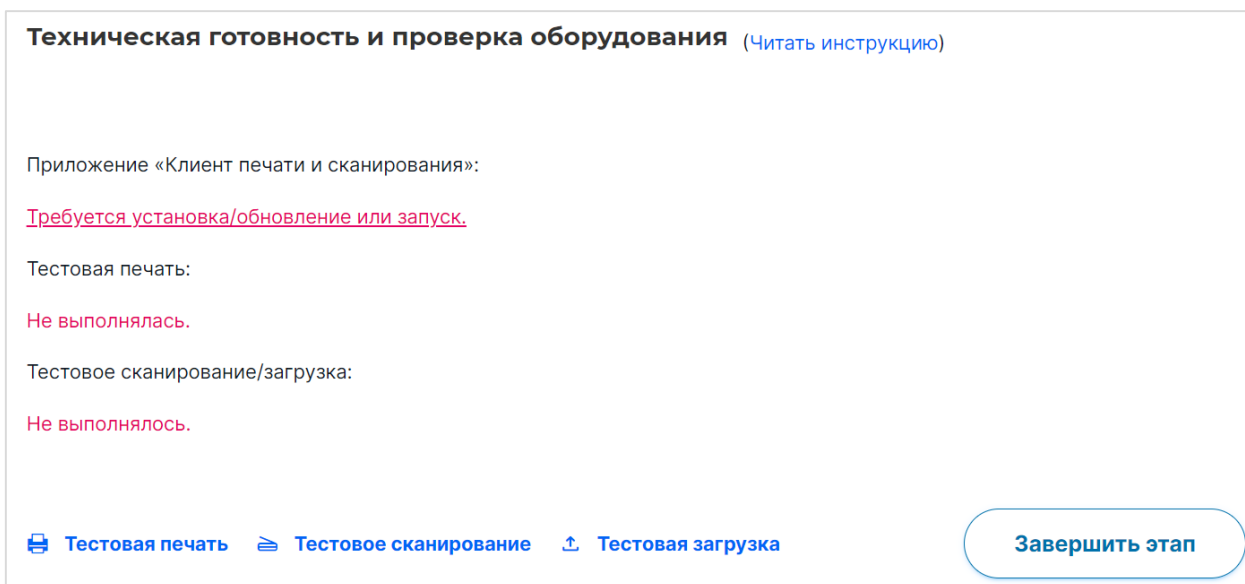 Техническая готовность и проверка оборудования (Читать инструкцию)
Приложение «Клиент печати и сканирования»:
Требуется установка/обновление или запуск.
Тестовая печать:
Не выполнялась.
Тестовое сканирование/загрузка:
Не выполнялось.
Тестовая печать Тестовое сканирование Тестовая загрузка Завершить этап